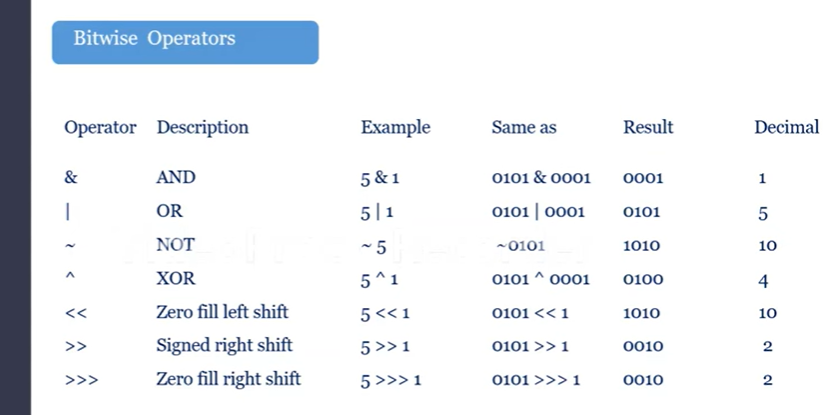 Bitwise Operators
Operator Description Example Same as Result Decimal
& AND 5 & 1 0101 & 0001 0001 1
| OR 5 | 1 0101 | 0001 0101 5
~ NOT ~ 5 ~0101 1010 10
^ XOR 5 ^ 1 0101 ^ 0001 0100 4
<< Zero fill left shift 5 << 1 0101 << 1 1010 10
>> Signed right shift 5 >> 1 0101 >> 1 0010 2
>>> Zero fill right shift 5 >>> 1 0101 >>> 1 0010 2